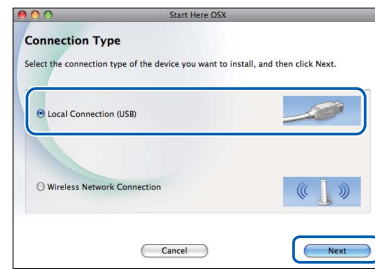 Start Here OSX
Connection Type
Select the connection type of the device you want to install, and then click Next.
Local Connection (USB)
Wireless Network Connection
Cancel
Next